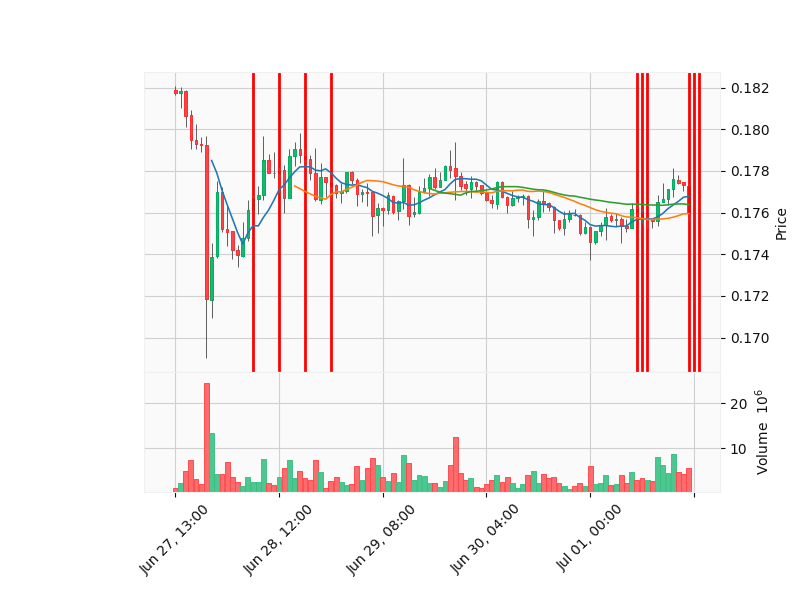 0.182
0.180
0.178
0.176
0.174
0.172
0.170
Price
20
10
Volume 10^6
Jun 27, 13:00
Jun 28, 12:00
Jun 29, 08:00
Jun 30, 04:00
Jul 01, 00:00